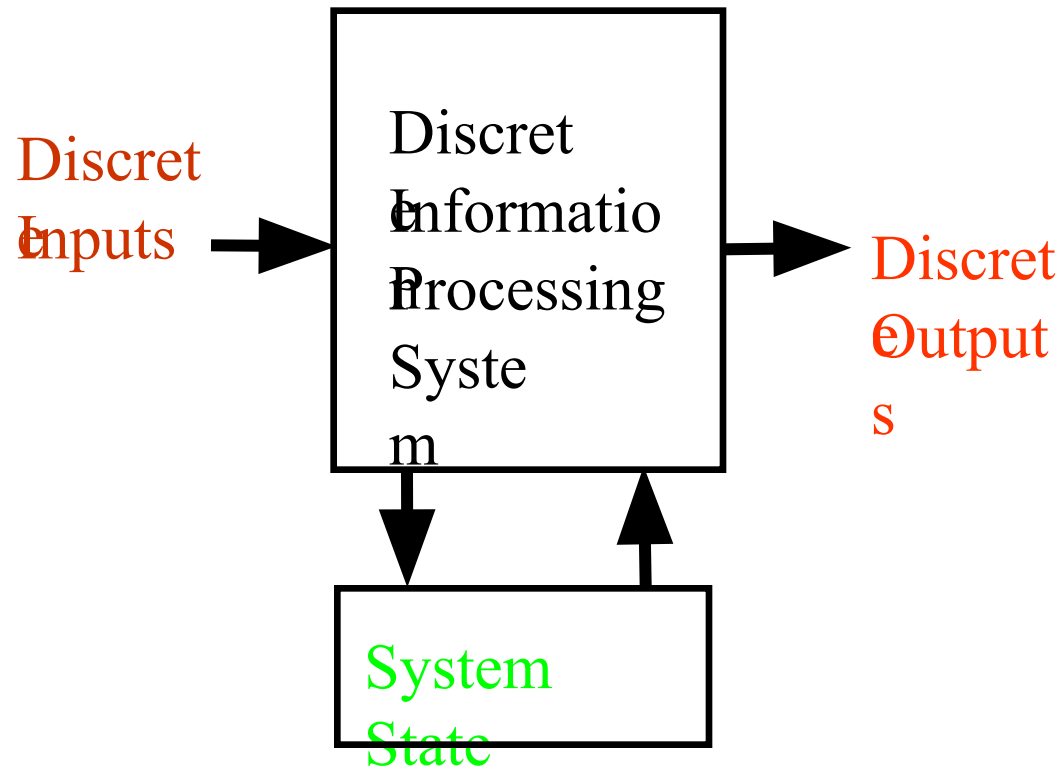 Discret
e
Inputs
Discret
e
Informatio
n
Processing
Syste
m
Discret
e
Output
s
System
State